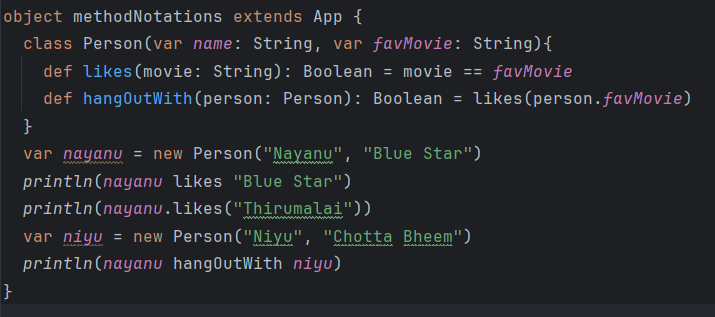 object methodNotations extends App {
  class Person(var name: String, var favMovie: String){
    def likes(movie: String): Boolean = movie == favMovie
    def hangOutWith(person: Person): Boolean = likes(person.favMovie)
  }
  var nayanu = new Person("Nayanu", "Blue Star")
  println(nayanu likes "Blue Star")
  println(nayanu.likes("Thirumalai"))
  var niyu = new Person("Niyu", "Chotta Bheem")
  println(nayanu hangOutWith niyu)
}